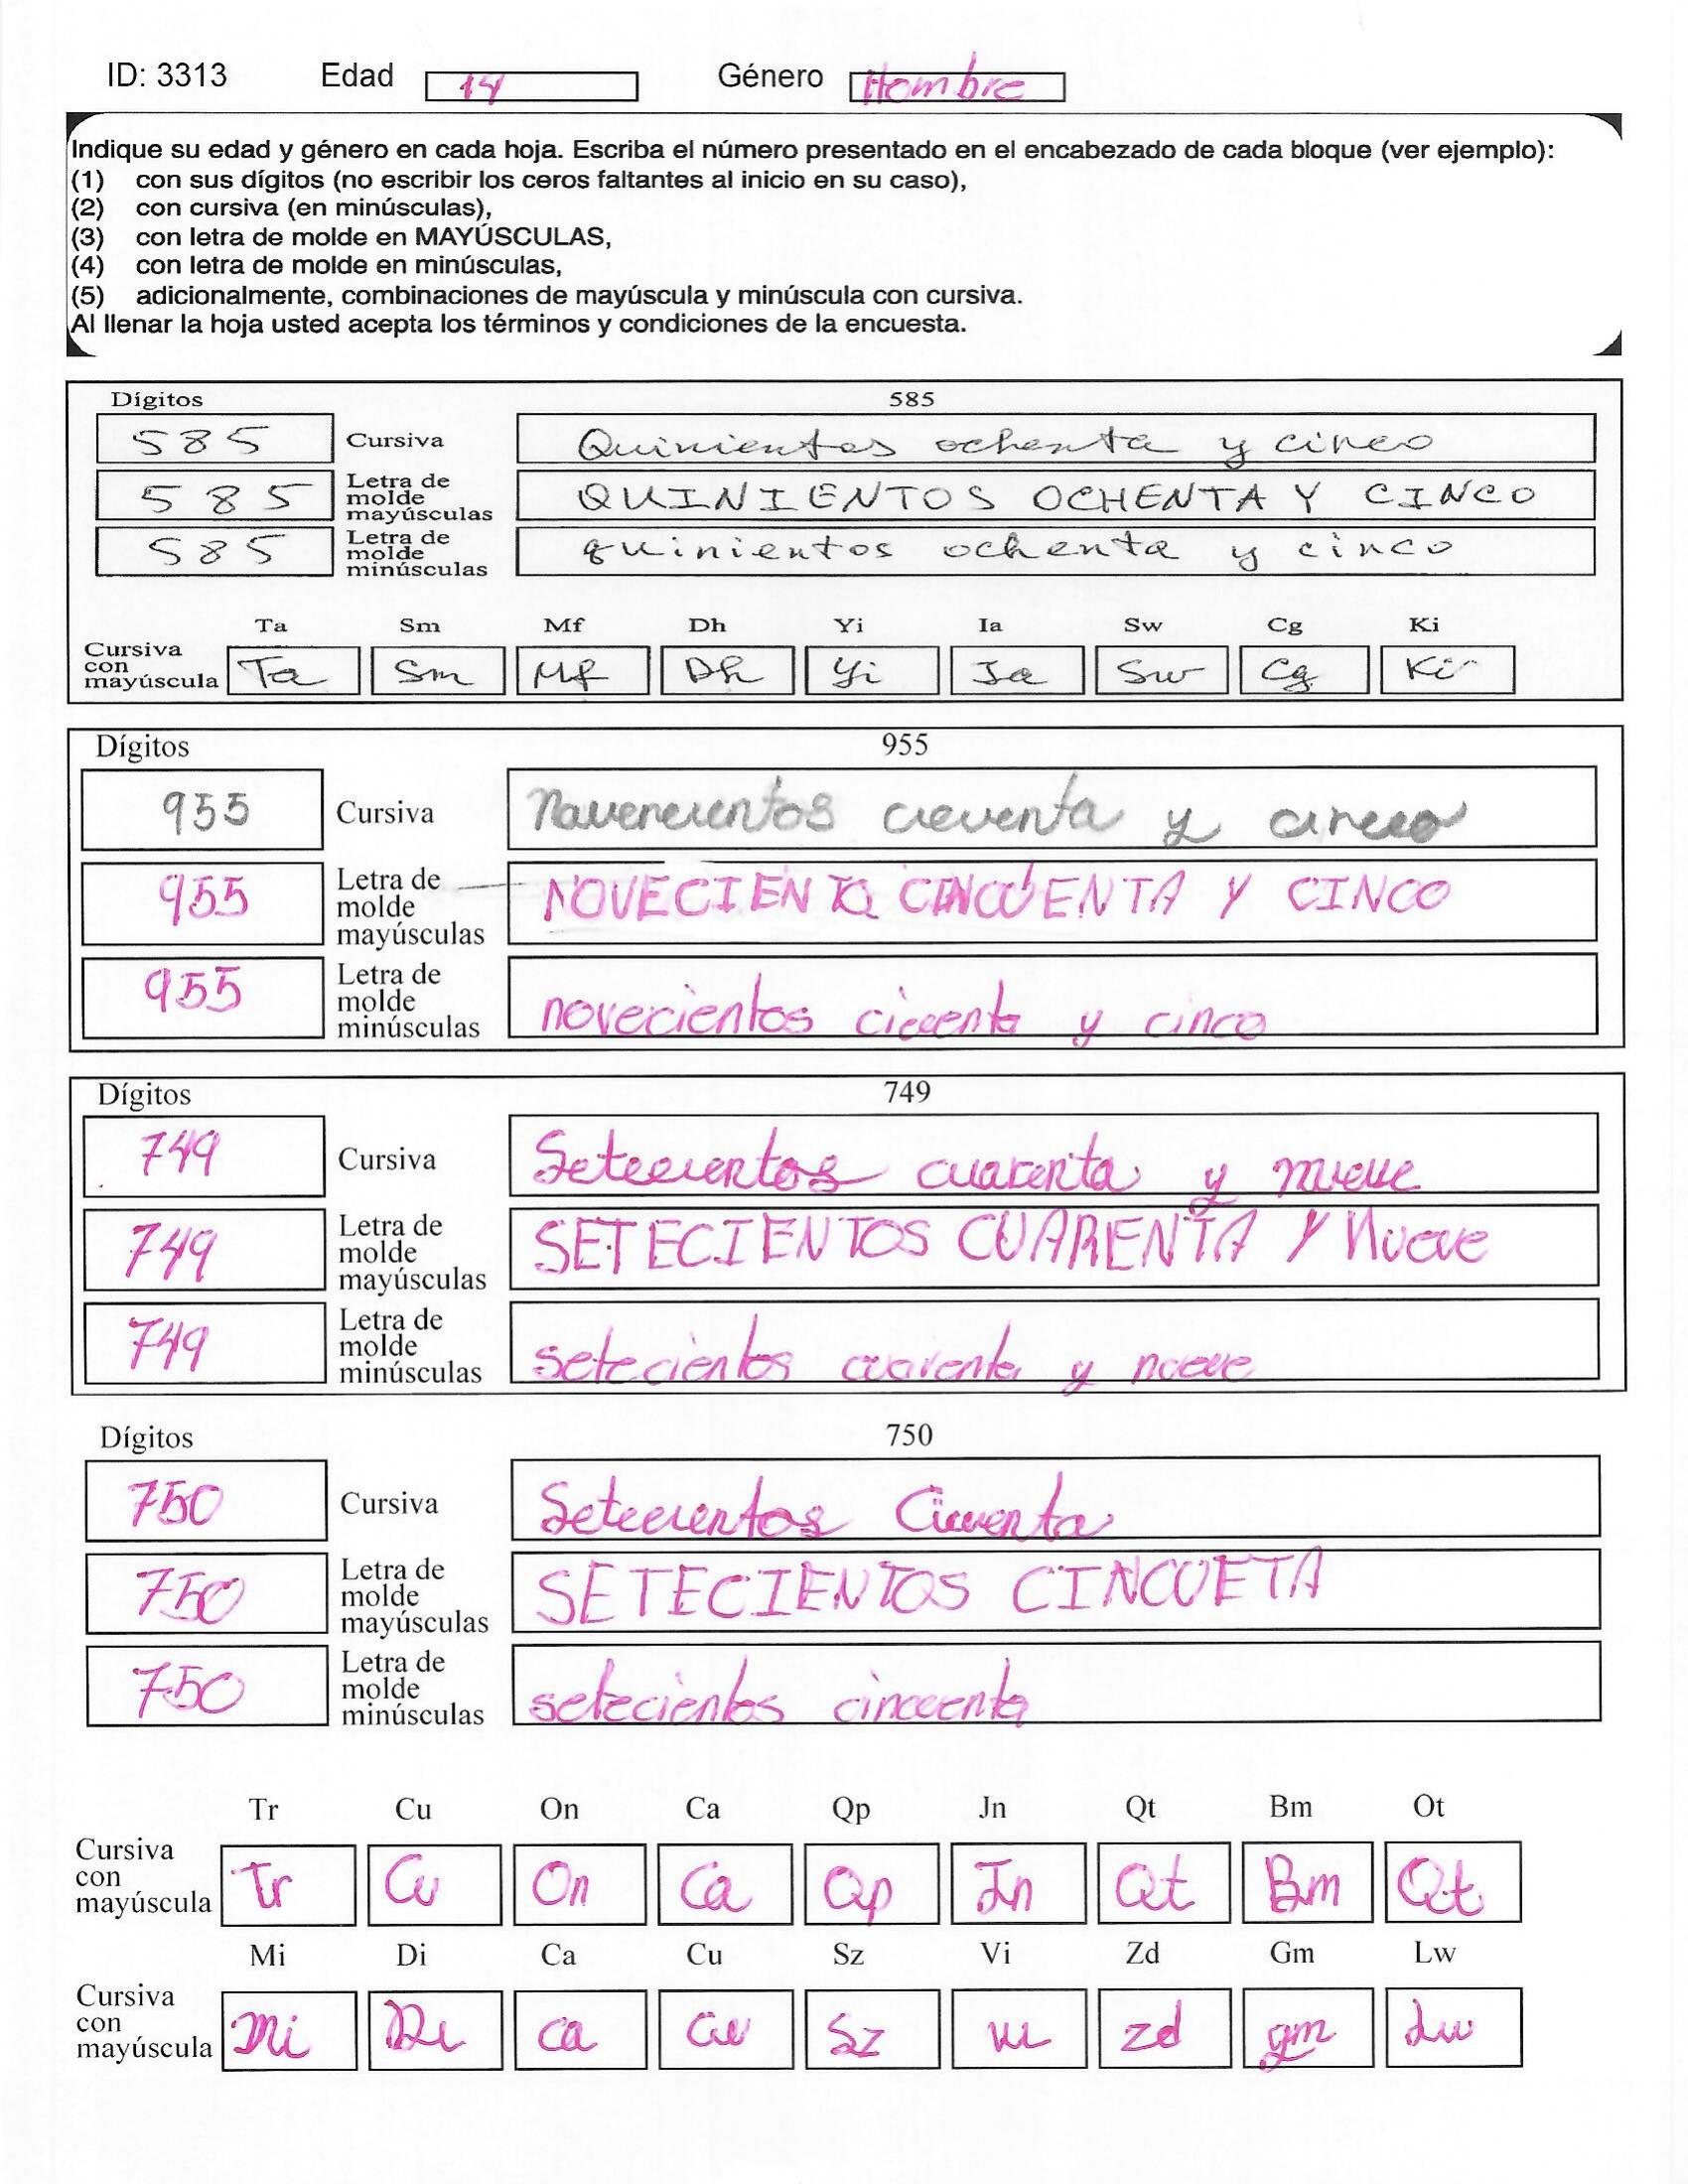 ID: 3313 Edad 14 Género Hombre
Indique su edad y género en cada hoja. Escriba el número presentado en el encabezado de cada bloque (ver ejemplo):
(1) con sus dígitos (no escribir los ceros faltantes al inicio en su caso),
(2) con cursiva (en minúsculas),
(3) con letra de molde en MAYÚSCULAS,
(4) con letra de molde en minúsculas,
(5) adicionalmente, combinaciones de mayúscula y minúscula con cursiva.
Al llenar la hoja usted acepta los términos y condiciones de la encuesta.
Dígitos 585
585 Cursiva Quinientos ochenta y cinco
585 Letra de molde mayúsculas QUINIENTOS OCHENTA Y CINCO
585 Letra de molde minúsculas quinientos ochenta y cinco
Ta Sm Mf Dh Yi Ia Sw Cg Ki
Cursiva con mayúscula Ta Sm Mf Dh Yi Ia Sw Cg Ki
Dígitos 955
955 Cursiva y
955 Letra de molde mayúsculas CINCUENTA Y CINCO
955 Letra de molde minúsculas novecientos y cinco
Dígitos 749
749 Cursiva Setecientos cuarenta y nueve
749 Letra de molde mayúsculas SETECIENTOS CUARENTA Y Nueve
749 Letra de molde minúsculas setecientos cuarenta y nueve
Dígitos 750
750 Cursiva Setecientos
750 Letra de molde mayúsculas SETECIENTOS CINCUETA
750 Letra de molde minúsculas setecientos cincuenta
Tr Cu On Ca Qp Jn Qt Bm Ot
Cursiva con mayúscula Tr Cu On Ca Qp Jn Qt Bm Qt
Mi Di Ca Cu Sz Vi Zd Gm Lw
Cursiva con mayúscula Mi Di ca Cu Sz vi zd gm Lw